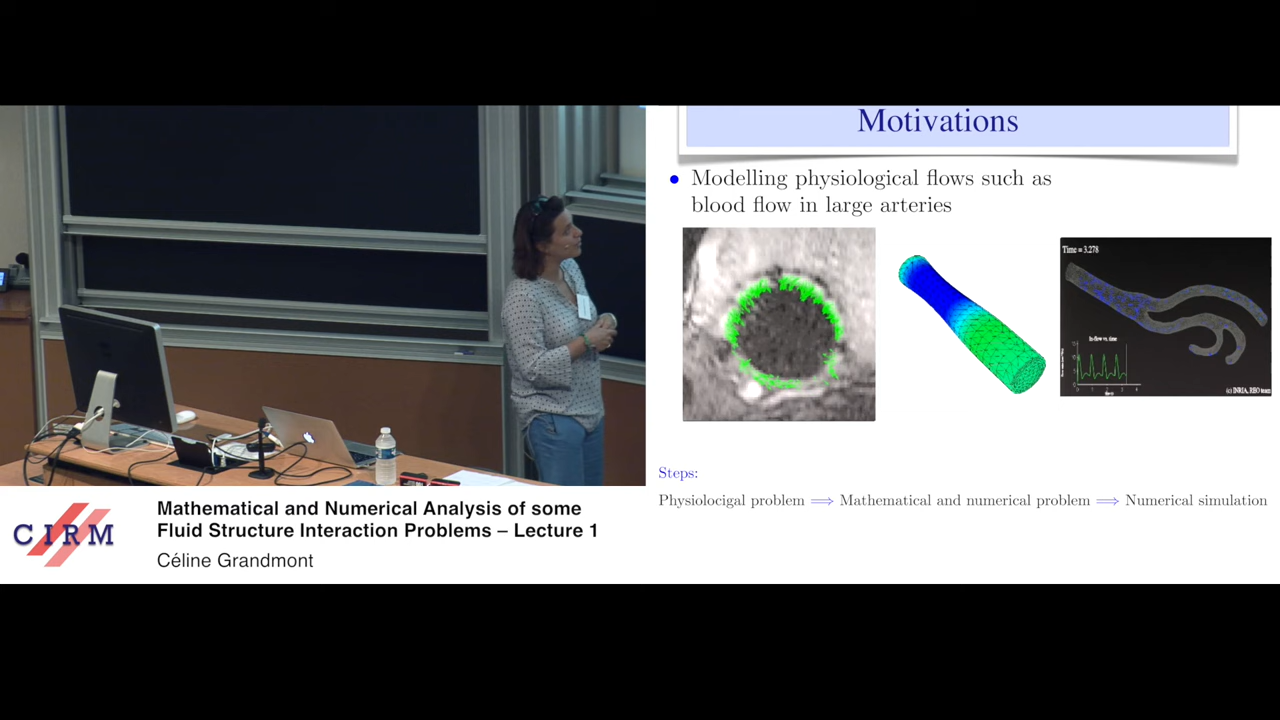 Motivations
• Modelling physiological flows such as
blood flow in large arteries
Time = 3.278
(c) INRIA, REO team
Steps:
Physiolocigal problem ⟹ Mathematical and numerical problem ⟹ Numerical simulation
CIRM
Mathematical and Numerical Analysis of some
Fluid Structure Interaction Problems – Lecture 1
Céline Grandmont